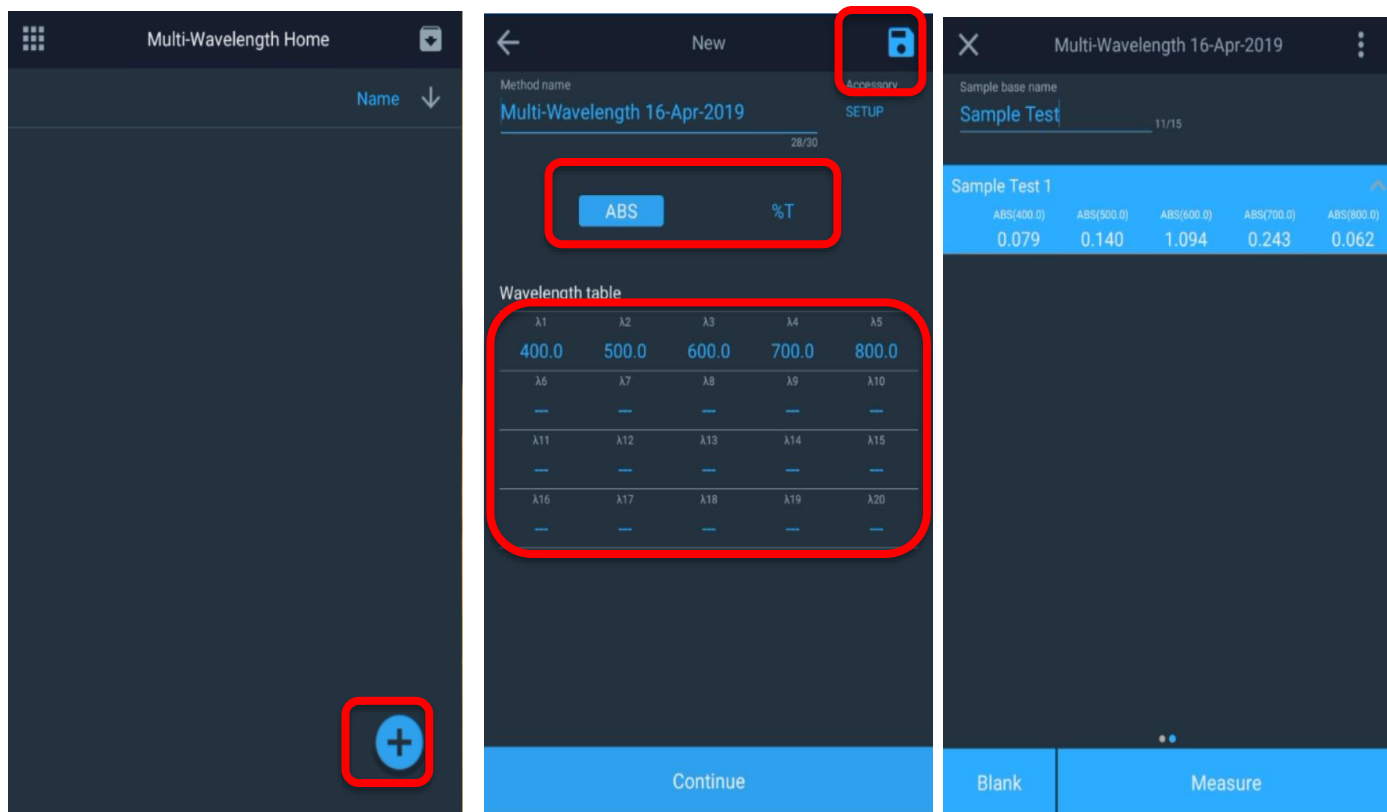 Multi-Wavelength Home
Name
New
Method name
Accessory
Multi-Wavelength 16-Apr-2019
SETUP
28/30
ABS %T
Wavelength table
λ1 λ2 λ3 λ4 λ5
400.0 500.0 600.0 700.0 800.0
λ6 λ7 λ8 λ9 λ10
--- --- --- --- ---
λ11 λ12 λ13 λ14 λ15
--- --- --- --- ---
λ16 λ17 λ18 λ19 λ20
--- --- --- --- ---
Continue
Multi-Wavelength 16-Apr-2019
Sample base name
Sample Test
11/15
Sample Test 1
ABS(400.0) ABS(500.0) ABS(600.0) ABS(700.0) ABS(800.0)
0.079 0.140 1.094 0.243 0.062
Blank Measure